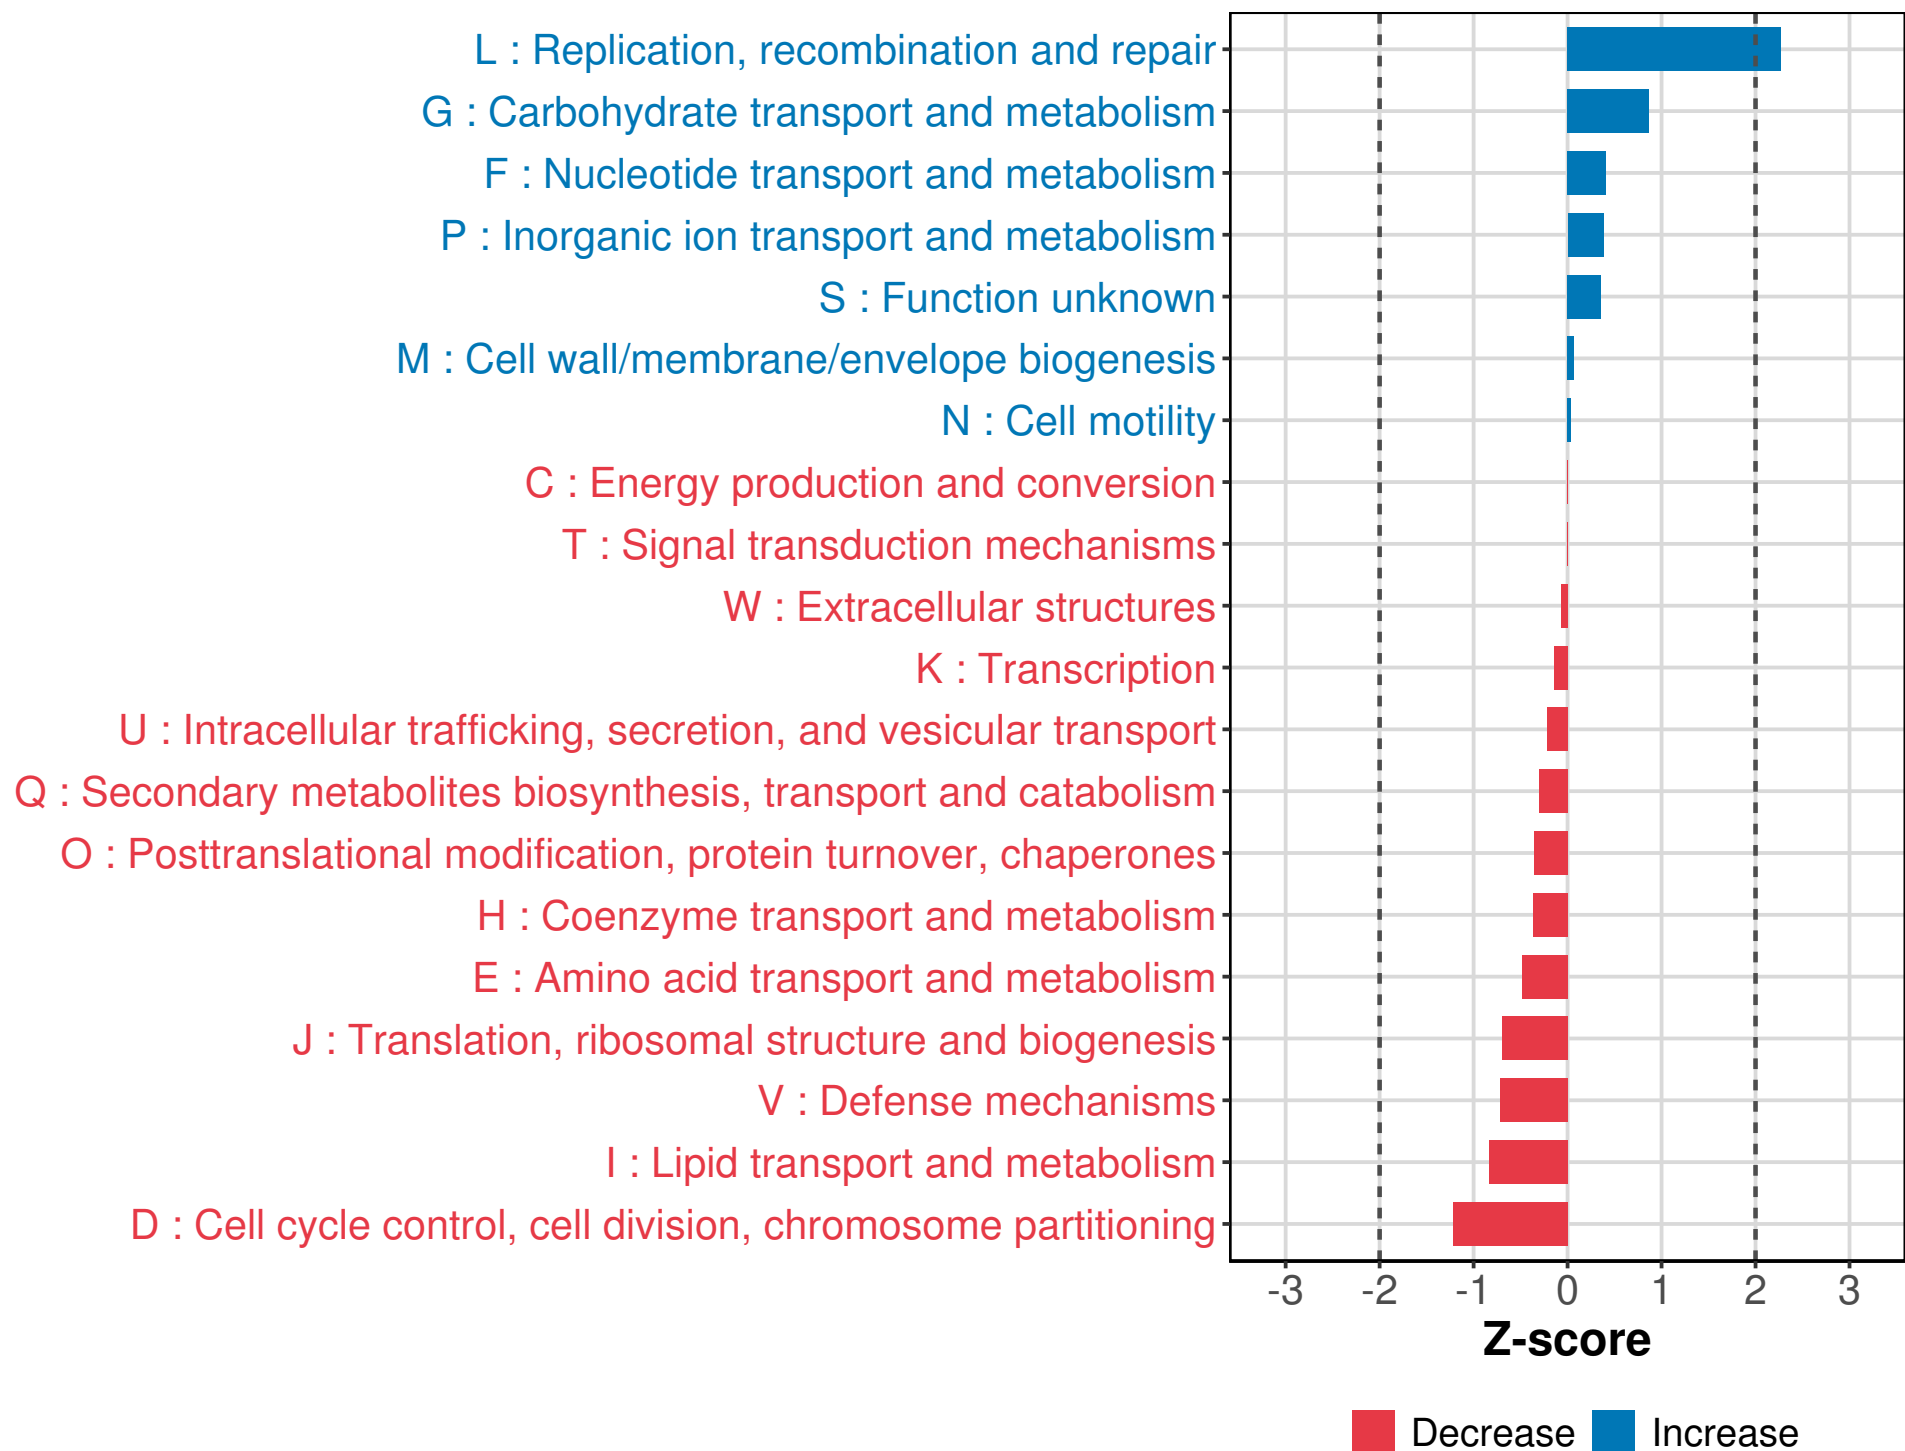 L : Replication, recombination and repair
G : Carbohydrate transport and metabolism
F : Nucleotide transport and metabolism
P : Inorganic ion transport and metabolism
S : Function unknown
M : Cell wall/membrane/envelope biogenesis
N : Cell motility
C : Energy production and conversion
T : Signal transduction mechanisms
W : Extracellular structures
K : Transcription
U : Intracellular trafficking, secretion, and vesicular transport
Q : Secondary metabolites biosynthesis, transport and catabolism
O : Posttranslational modification, protein turnover, chaperones
H : Coenzyme transport and metabolism
E : Amino acid transport and metabolism
J : Translation, ribosomal structure and biogenesis
V : Defense mechanisms
I : Lipid transport and metabolism
D : Cell cycle control, cell division, chromosome partitioning
-3 -2 -1 0 1 2 3
Z-score
Decrease Increase